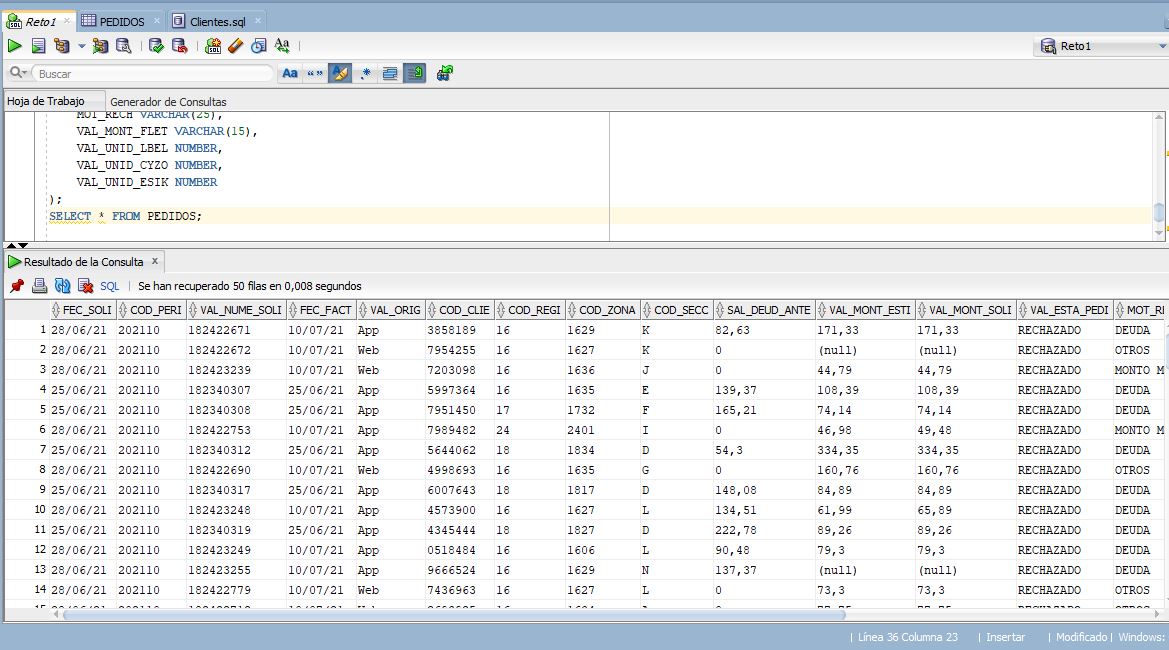 Reto1 PEDIDOS Clientes.sql
Reto1
Buscar Aa “ ”
Hoja de Trabajo Generador de Consultas
MOT_RECH VARCHAR(25),
VAL_MONT_FLET VARCHAR(15),
VAL_UNID_LBEL NUMBER,
VAL_UNID_CYZO NUMBER,
VAL_UNID_ESIK NUMBER
);
SELECT * FROM PEDIDOS;
Resultado de la Consulta x
SQL | Se han recuperado 50 filas en 0,008 segundos
FEC_SOLI COD_PERI VAL_NUME_SOLI FEC_FACT VAL_ORIG COD_CLIE COD_REGI COD_ZONA COD_SECC SAL_DEUD_ANTE VAL_MONT_ESTI VAL_MONT_SOLI VAL_ESTA_PEDI MOT_RE
1 28/06/21 202110 182422671 10/07/21 App 3858189 16 1629 K 82,63 171,33 171,33 RECHAZADO DEUDA
2 28/06/21 202110 182422672 10/07/21 Web 7954255 16 1627 K 0 (null) (null) RECHAZADO OTROS
3 28/06/21 202110 182423239 10/07/21 Web 7203098 16 1636 J 0 44,79 44,79 RECHAZADO MONTO M
4 25/06/21 202110 182340307 25/06/21 App 5997364 16 1635 E 139,37 108,39 108,39 RECHAZADO DEUDA
5 25/06/21 202110 182340308 25/06/21 App 7951450 17 1732 F 165,21 74,14 74,14 RECHAZADO DEUDA
6 28/06/21 202110 182422753 10/07/21 App 7989482 24 2401 I 0 46,98 49,48 RECHAZADO MONTO M
7 25/06/21 202110 182340312 25/06/21 App 5644062 18 1834 D 54,3 334,35 334,35 RECHAZADO DEUDA
8 28/06/21 202110 182422690 10/07/21 Web 4998693 16 1635 G 0 160,76 160,76 RECHAZADO OTROS
9 25/06/21 202110 182340317 25/06/21 App 6007643 18 1817 D 148,08 84,89 84,89 RECHAZADO DEUDA
10 28/06/21 202110 182423248 10/07/21 App 4573900 16 1627 L 134,51 61,99 65,89 RECHAZADO DEUDA
11 25/06/21 202110 182340319 25/06/21 App 4345444 18 1827 D 222,78 89,26 89,26 RECHAZADO DEUDA
12 28/06/21 202110 182423249 10/07/21 App 0518484 16 1606 L 90,48 79,3 79,3 RECHAZADO DEUDA
13 28/06/21 202110 182423255 10/07/21 App 9666524 16 1629 N 137,37 (null) (null) RECHAZADO DEUDA
14 28/06/21 202110 182422779 10/07/21 Web 7436963 16 1627 L 0 73,3 73,3 RECHAZADO OTROS
| Línea 36 Columna 23 | Insertar | Modificado | Windows: